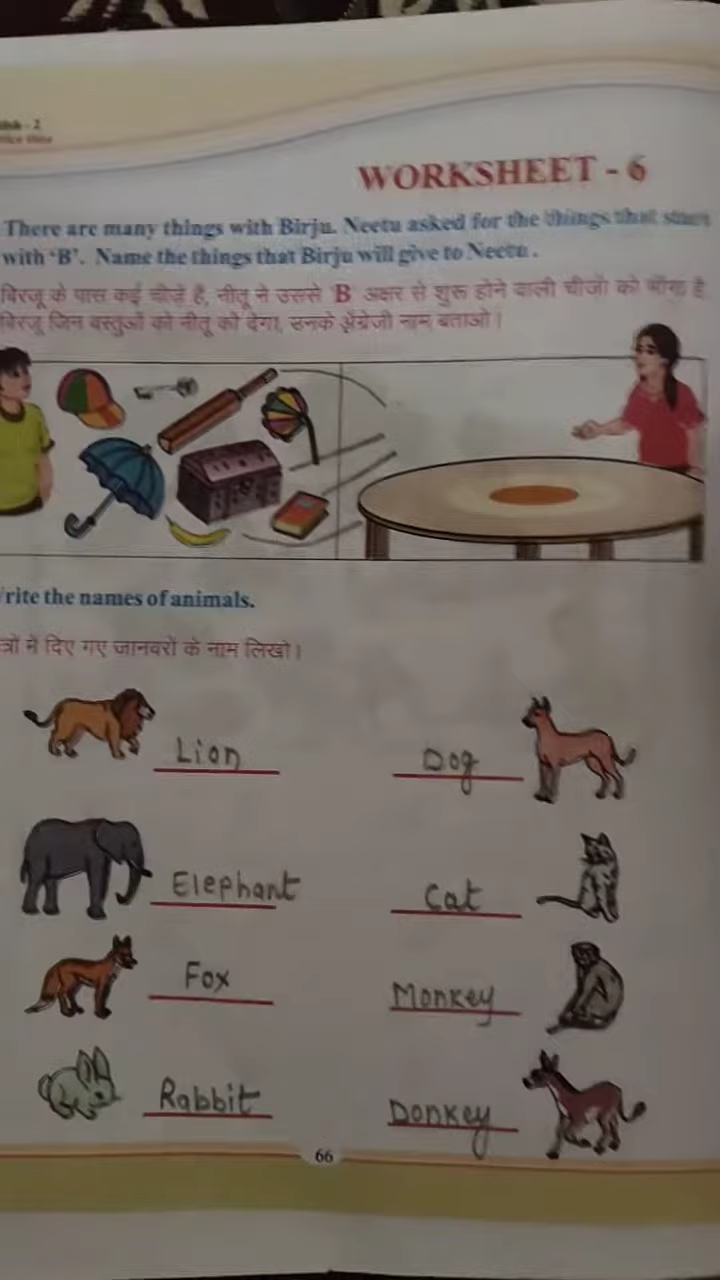 WORKSHEET - 6
There are many things with Birju. Neetu asked for the things that start
with 'B'. Name the things that Birju will give to Neetu.
बिरजू के पास कई चीज़ें हैं, नीतू ने उससे 'B' अक्षर से शुरू होने वाली चीजों को माँगा है
बिरजू जिन वस्तुओं को नीतू को देगा, उनके अँग्रेजी नाम बताओ।
rite the names of animals.
त्रों में दिए गए जानवरों के नाम लिखो।
Lion Dog
Elephant Cat
Fox Monkey
Rabbit Donkey
66